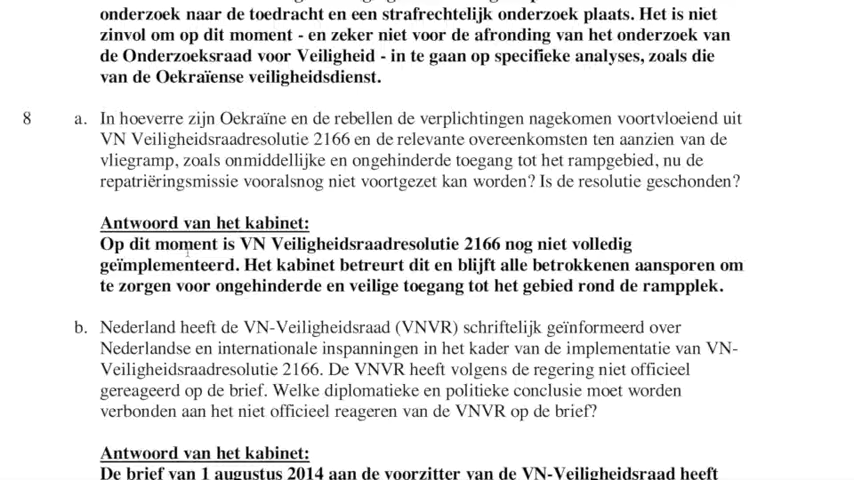 onderzoek naar de toedracht en een strafrechtelijk onderzoek plaats. Het is niet
zinvol om op dit moment - en zeker niet voor de afronding van het onderzoek van
de Onderzoeksraad voor Veiligheid - in te gaan op specifieke analyses, zoals die
van de Oekraïense veiligheidsdienst.
8 a. In hoeverre zijn Oekraïne en de rebellen de verplichtingen nagekomen voortvloeiend uit
VN Veiligheidsraadresolutie 2166 en de relevante overeenkomsten ten aanzien van de
vliegramp, zoals onmiddellijke en ongehinderde toegang tot het rampgebied, nu de
repatriëringsmissie vooralsnog niet voortgezet kan worden? Is de resolutie geschonden?
Antwoord van het kabinet:
Op dit moment is VN Veiligheidsraadresolutie 2166 nog niet volledig
geïmplementeerd. Het kabinet betreurt dit en blijft alle betrokkenen aansporen om
te zorgen voor ongehinderde en veilige toegang tot het gebied rond de rampplek.
b. Nederland heeft de VN-Veiligheidsraad (VNVR) schriftelijk geïnformeerd over
Nederlandse en internationale inspanningen in het kader van de implementatie van VN-
Veiligheidsraadresolutie 2166. De VNVR heeft volgens de regering niet officieel
gereageerd op de brief. Welke diplomatieke en politieke conclusie moet worden
verbonden aan het niet officieel reageren van de VNVR op de brief?
Antwoord van het kabinet:
De brief van 1 augustus 2014 aan de voorzitter van de VN-Veiligheidsraad heeft